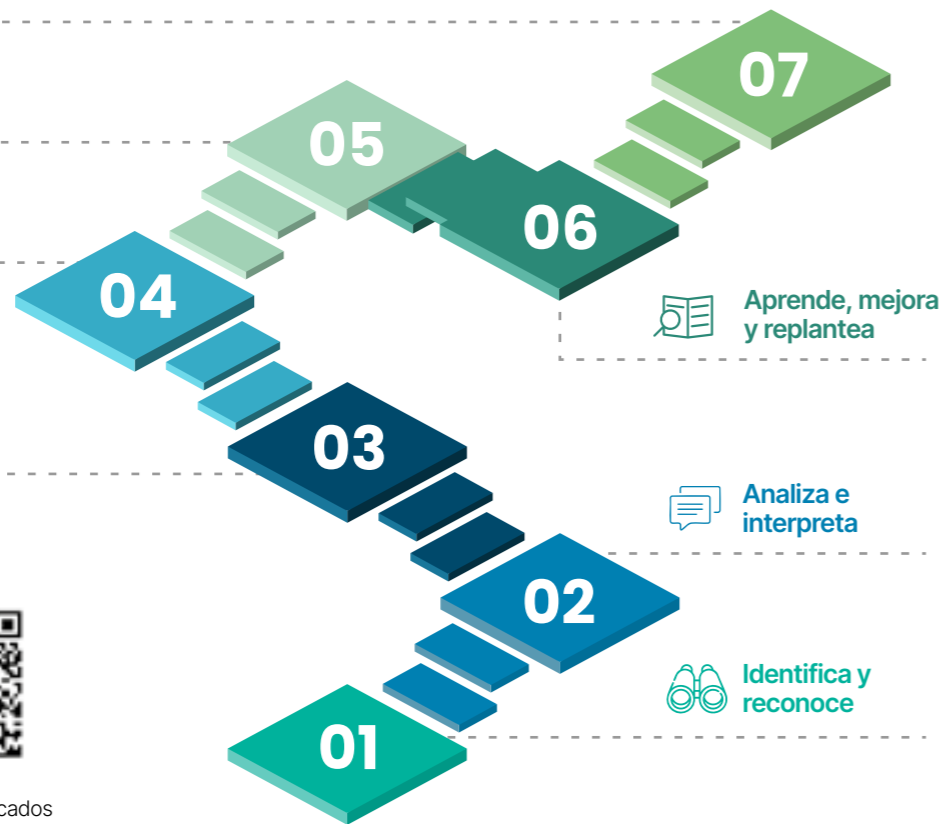 07
05
06
04
Aprende, mejora
y replantea
03
Analiza e
interpreta
02
Identifica y
reconoce
01
cados